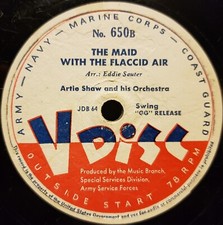 ARMY — NAVY — MARINE CORPS — COAST GUARD
No. 650B
THE MAID
WITH THE FLACCID AIR
Arr.: Eddie Sauter
Artie Shaw and his Orchestra
JDB 64
Swing
"OG" RELEASE
V DISC
Produced by the Music Branch,
Special Services Division,
Army Service Forces
OUTSIDE START 78 RPM